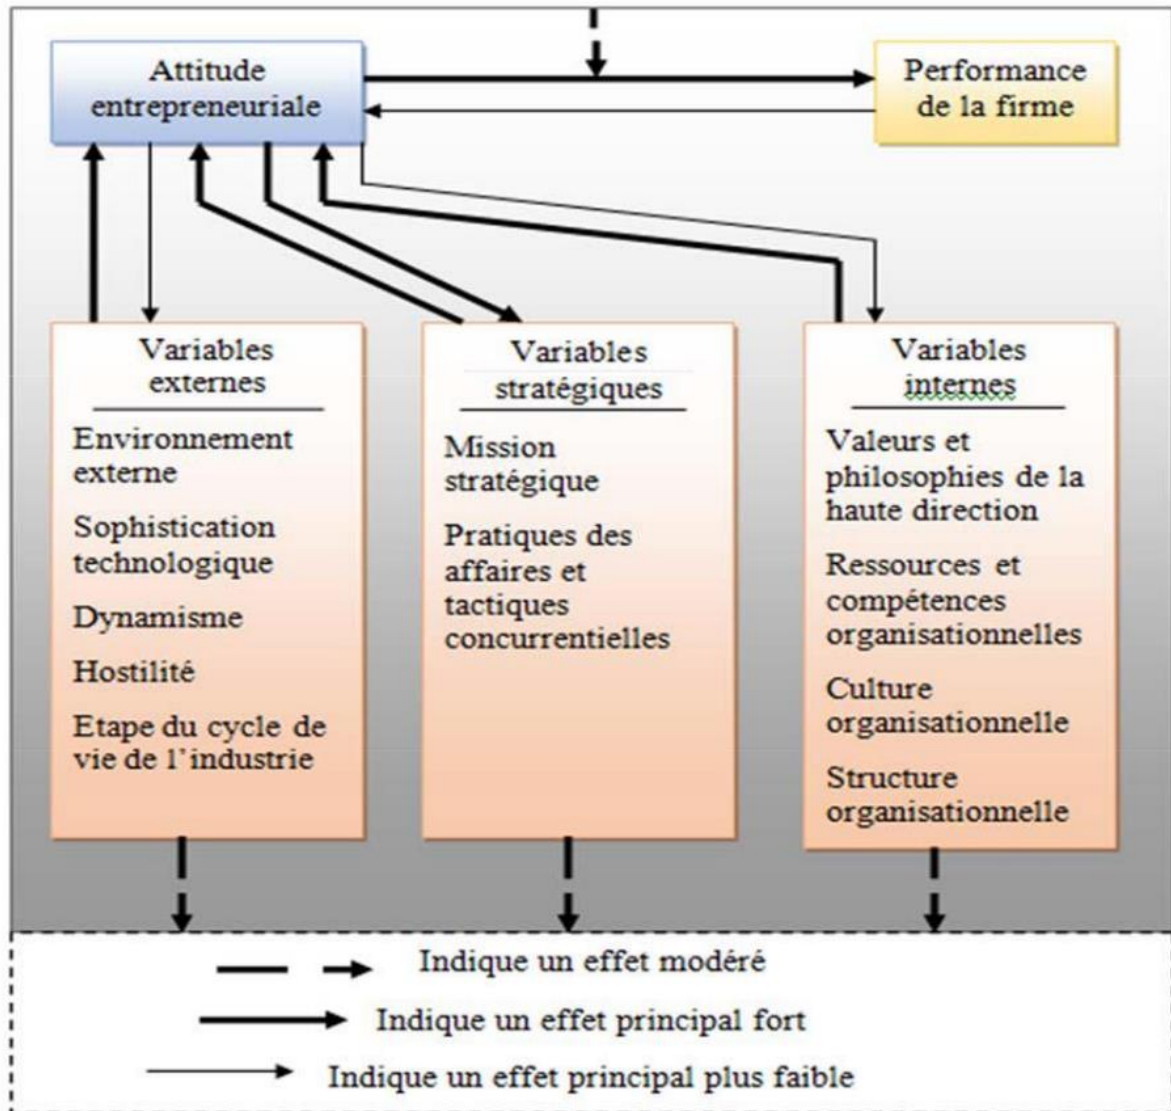 Attitude
entrepreneuriale
Performance
de la firme
Variables
externes
Environnement
externe
Sophistication
technologique
Dynamisme
Hostilité
Etape du cycle de
vie de l'industrie
Variables
stratégiques
Mission
stratégique
Pratiques des
affaires et
tactiques
concurrentielles
Variables
internes
Valeurs et
philosophies de la
haute direction
Ressources et
compétences
organisationnelles
Culture
organisationnelle
Structure
organisationnelle
Indique un effet modéré
Indique un effet principal fort
Indique un effet principal plus faible